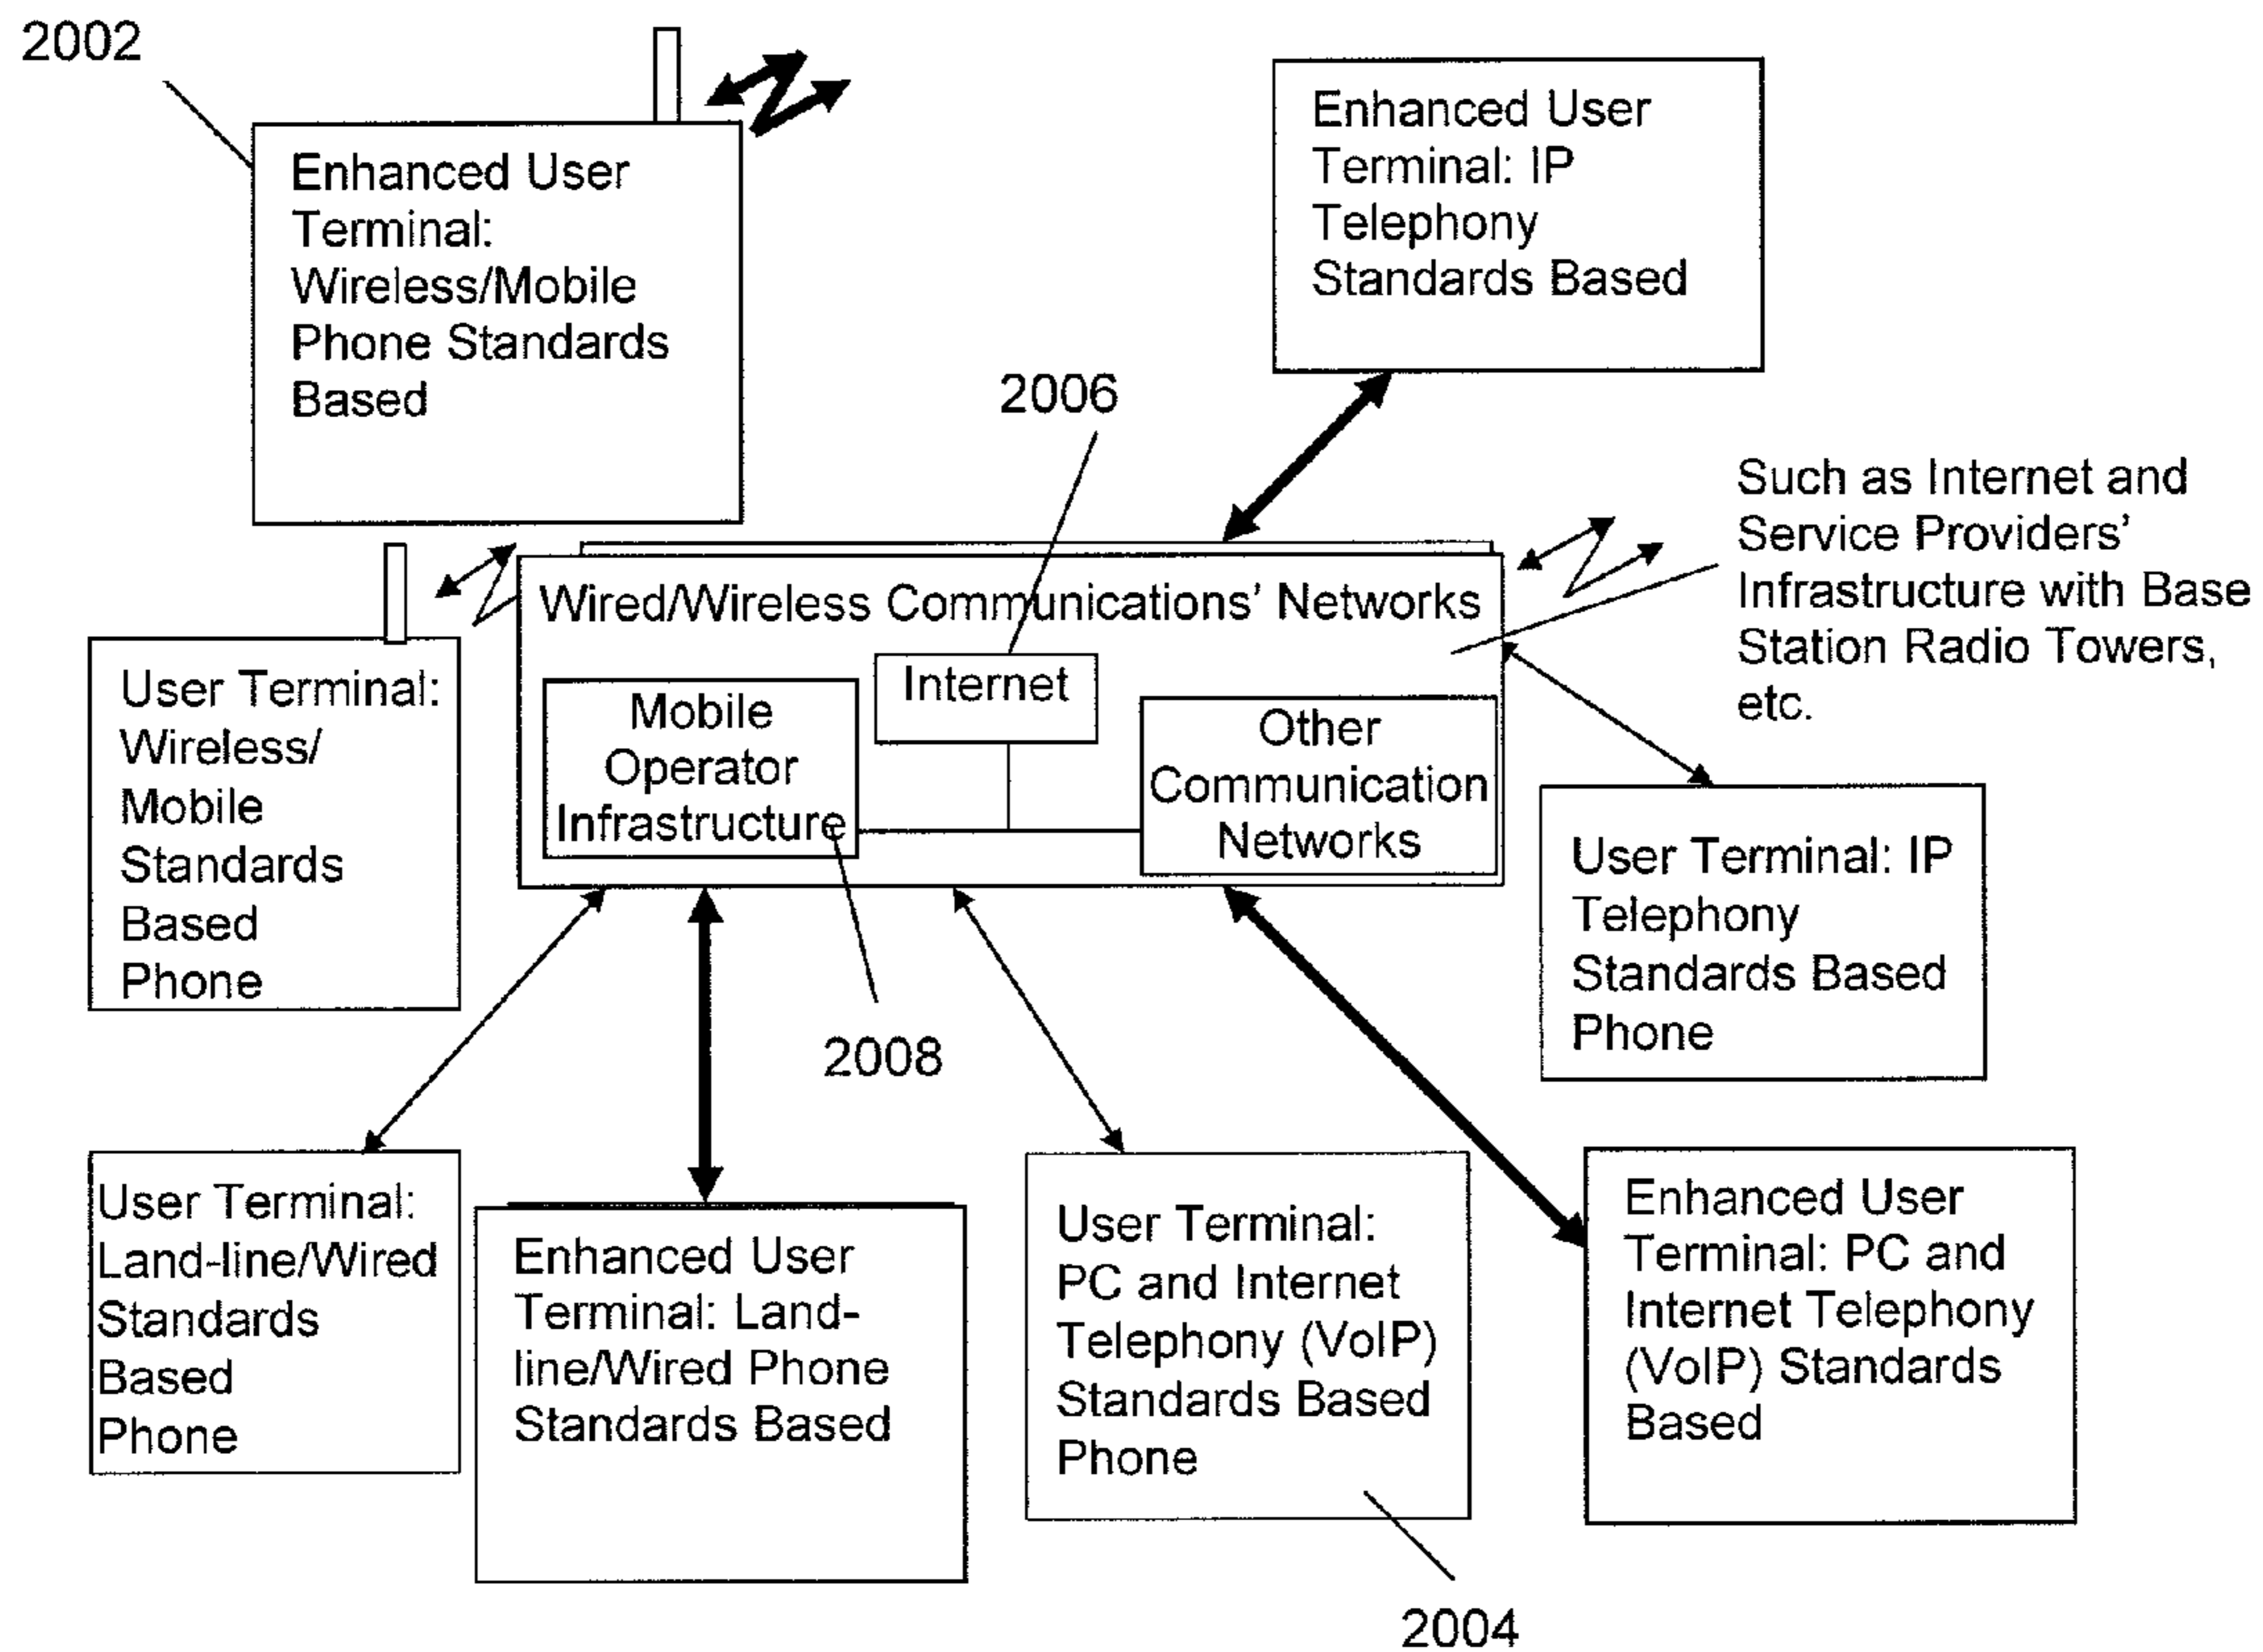 2002
Enhanced User
Terminal:
Wireless/Mobile
Phone Standards
Based
Enhanced User
Terminal: IP
Telephony
Standards Based
2006
Such as Internet and
Service Providers’
Infrastructure with Base
Station Radio Towers,
etc.
Wired/Wireless Communications’ Networks
Internet
Mobile
Operator
Infrastructure
Other
Communication
Networks
User Terminal:
Wireless/
Mobile
Standards
Based
Phone
User Terminal: IP
Telephony
Standards Based
Phone
2008
User Terminal:
Land-line/Wired
Standards
Based
Phone
Enhanced User
Terminal: Land-
line/Wired Phone
Standards Based
User Terminal:
PC and Internet
Telephony (VoIP)
Standards Based
Phone
Enhanced User
Terminal: PC and
Internet Telephony
(VoIP) Standards
Based
2004